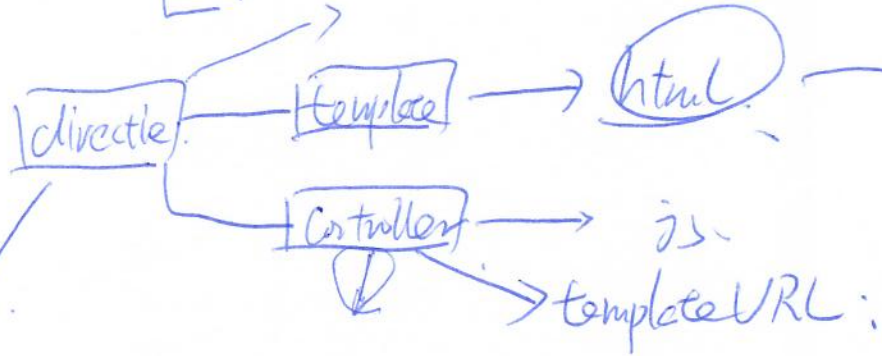 template
html
directie
Controller
js
templateURL: